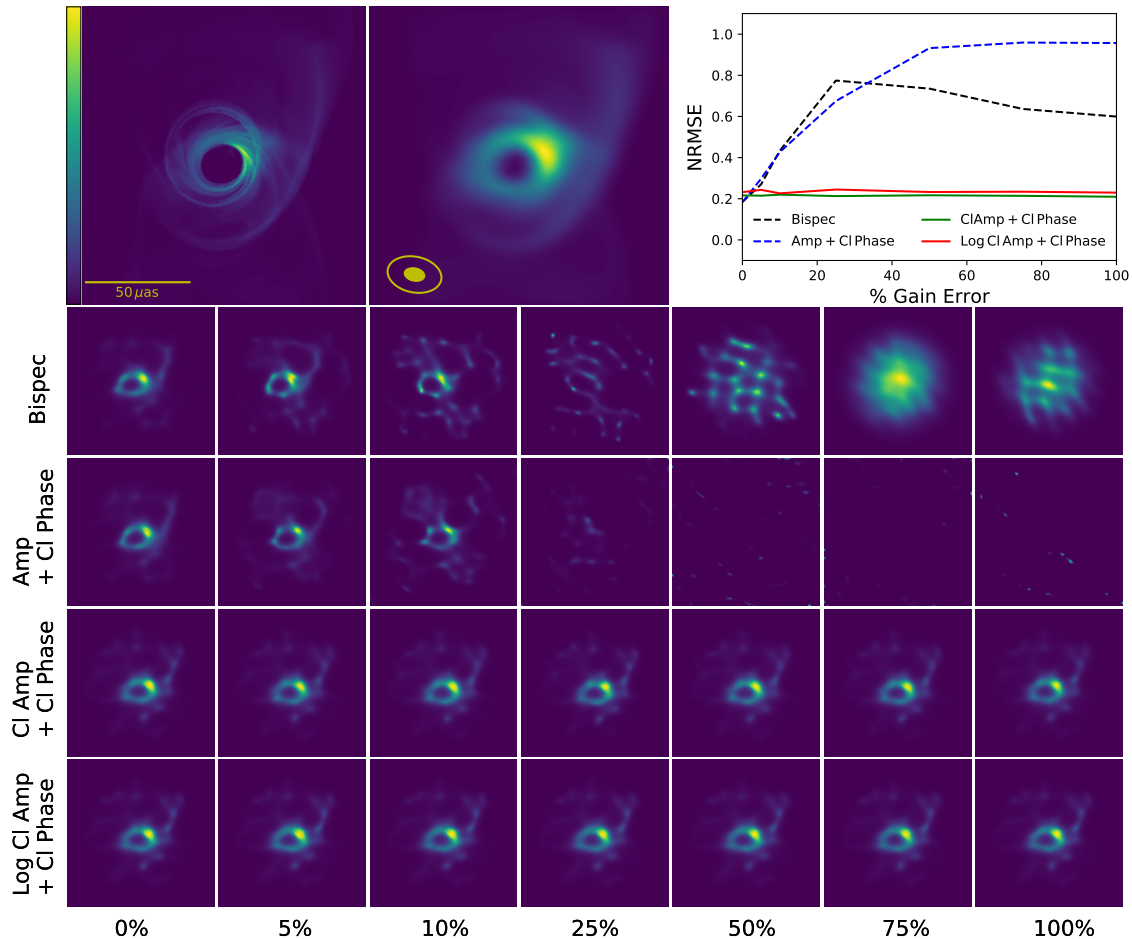 50 μas
NRMSE
1.0
0.8
0.6
0.4
0.2
0.0
Bispec
Amp + Cl Phase
ClAmp + Cl Phase
Log Cl Amp + Cl Phase
0
20
40
60
80
100
% Gain Error
Bispec
Amp
+ Cl Phase
Cl Amp
+ Cl Phase
Log Cl Amp
+ Cl Phase
0%
5%
10%
25%
50%
75%
100%